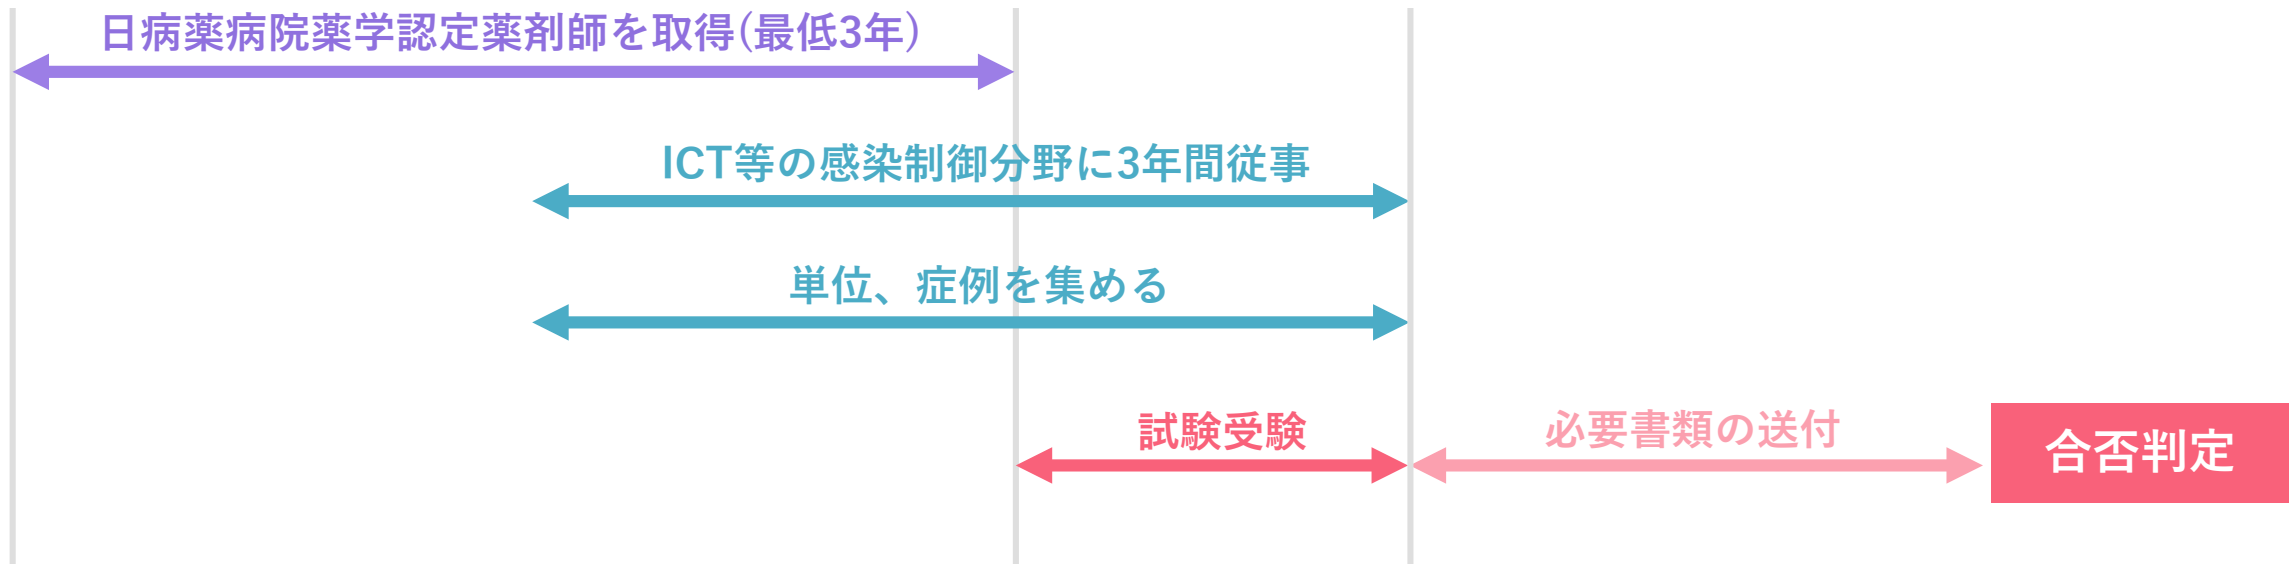 日病薬病院薬学認定薬剤師を取得(最低3年)
ICT等の感染制御分野に3年間従事
単位、症例を集める
試験受験
必要書類の送付
合否判定